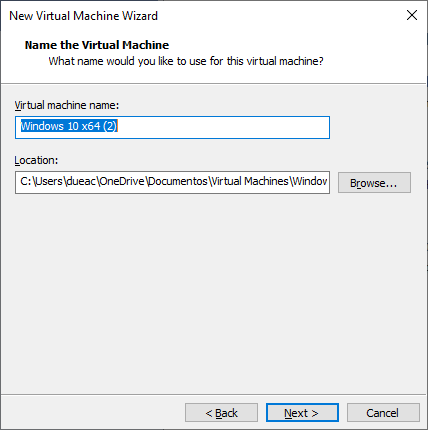 New Virtual Machine Wizard
Name the Virtual Machine
What name would you like to use for this virtual machine?
Virtual machine name:
Windows 10 x64 (2)
Location:
C:\Users\dueac\OneDrive\Documentos\Virtual Machines\Window
Browse...
< Back
Next >
Cancel